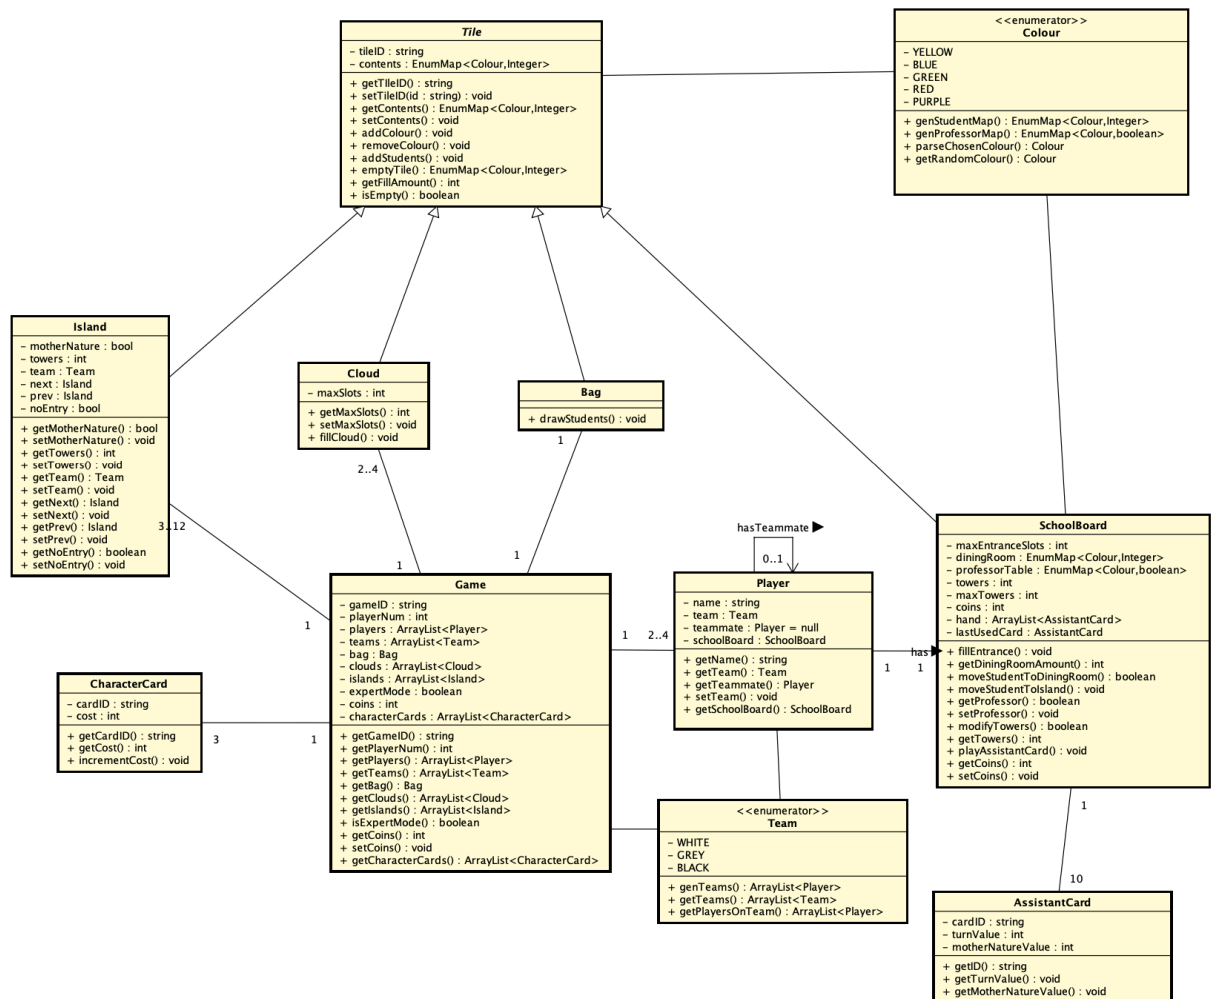 Tile
– tileID : string
– contents : EnumMap<Colour,Integer>
+ getTIleID() : string
+ setTileID(id : string) : void
+ getContents() : EnumMap<Colour,Integer>
+ setContents() : void
+ addColour() : void
+ removeColour() : void
+ addStudents() : void
+ emptyTile() : EnumMap<Colour,Integer>
+ getFillAmount() : int
+ isEmpty() : boolean
<<enumerator>>
Colour
– YELLOW
– BLUE
– GREEN
– RED
– PURPLE
+ genStudentMap() : EnumMap<Colour,Integer>
+ genProfessorMap() : EnumMap<Colour,boolean>
+ parseChosenColour() : Colour
+ getRandomColour() : Colour
Island
– motherNature : bool
– towers : int
– team : Team
– next : Island
– prev : Island
– noEntry : bool
+ getMotherNature() : bool
+ setMotherNature() : void
+ getTowers() : int
+ setTowers() : void
+ getTeam() : Team
+ setTeam() : void
+ getNext() : Island
+ setNext() : void
+ getPrev() : Island
+ setPrev() : void
+ getNoEntry() : boolean
+ setNoEntry() : void
3..12
1
Cloud
– maxSlots : int
+ getMaxSlots() : int
+ setMaxSlots() : void
+ fillCloud() : void
2..4
1
Bag
+ drawStudents() : void
1
1
Game
– gameID : string
– playerNum : int
– players : ArrayList<Player>
– teams : ArrayList<Team>
– bag : Bag
– clouds : ArrayList<Cloud>
– islands : ArrayList<Island>
– expertMode : boolean
– coins : int
– characterCards : ArrayList<CharacterCard>
+ getGameID() : string
+ getPlayerNum() : int
+ getPlayers() : ArrayList<Player>
+ getTeams() : ArrayList<Team>
+ getBag() : Bag
+ getClouds() : ArrayList<Cloud>
+ getIslands() : ArrayList<Island>
+ isExpertMode() : boolean
+ getCoins() : int
+ setCoins() : void
+ getCharacterCards() : ArrayList<CharacterCard>
CharacterCard
– cardID : string
– cost : int
+ getCardID() : string
+ getCost() : int
+ incrementCost() : void
3
1
1
2..4
hasTeammate
0..1
Player
– name : string
– team : Team
– teammate : Player = null
– schoolBoard : SchoolBoard
+ getName() : string
+ getTeam() : Team
+ getTeammate() : Player
+ setTeam() : void
+ getSchoolBoard() : SchoolBoard
has
1
1
SchoolBoard
– maxEntranceSlots : int
– diningRoom : EnumMap<Colour,Integer>
– professorTable : EnumMap<Colour,boolean>
– towers : int
– maxTowers : int
– coins : int
– hand : ArrayList<AssistantCard>
– lastUsedCard : AssistantCard
+ fillEntrance() : void
+ getDiningRoomAmount() : int
+ moveStudentToDiningRoom() : boolean
+ moveStudentToIsland() : void
+ getProfessor() : boolean
+ setProfessor() : void
+ modifyTowers() : boolean
+ getTowers() : int
+ playAssistantCard() : void
+ getCoins() : int
+ setCoins() : void
1
10
<<enumerator>>
Team
– WHITE
– GREY
– BLACK
+ genTeams() : ArrayList<Player>
+ getTeams() : ArrayList<Team>
+ getPlayersOnTeam() : ArrayList<Player>
AssistantCard
– cardID : string
– turnValue : int
– motherNatureValue : int
+ getID() : string
+ getTurnValue() : void
+ getMotherNatureValue() : void